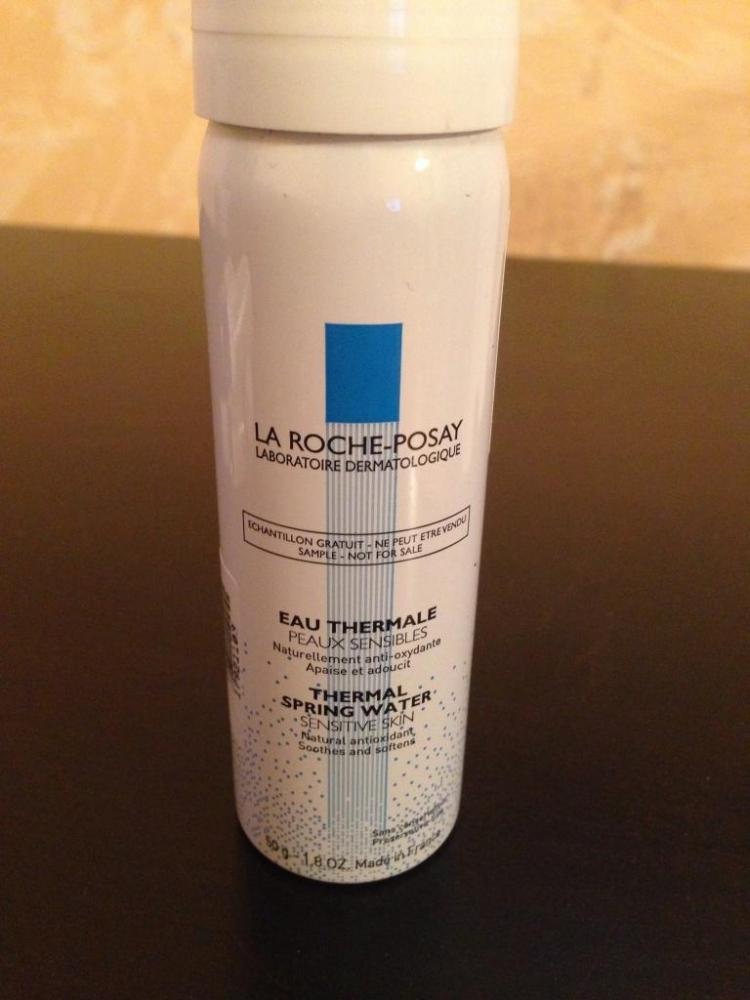 LA ROCHE-POSAY
LABORATOIRE DERMATOLOGIQUE
ECHANTILLON GRATUIT - NE PEUT ETRE VENDU
SAMPLE - NOT FOR SALE
EAU THERMALE
PEAUX SENSIBLES
Naturellement anti-oxydante
Apaise et adoucit
THERMAL
SPRING WATER
SENSITIVE SKIN
Natural antioxidant
Soothes and softens
Sans
50 g - 1.8 OZ. Made in France